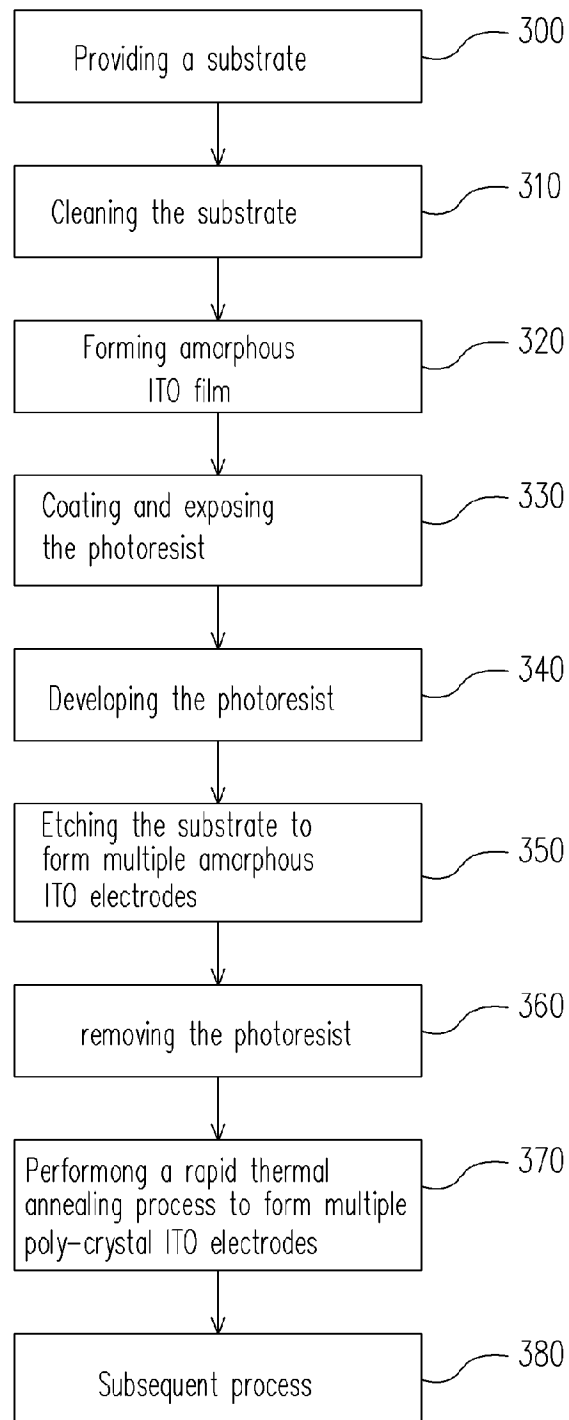 Providing a substrate
300
Cleaning the substrate
310
Forming amorphous
ITO film
320
Coating and exposing
the photoresist
330
Developing the photoresist
340
Etching the substrate to
form multiple amorphous
ITO electrodes
350
removing the photoresist
360
Performong a rapid thermal
annealing process to form multiple
poly-crystal ITO electrodes
370
Subsequent process
380